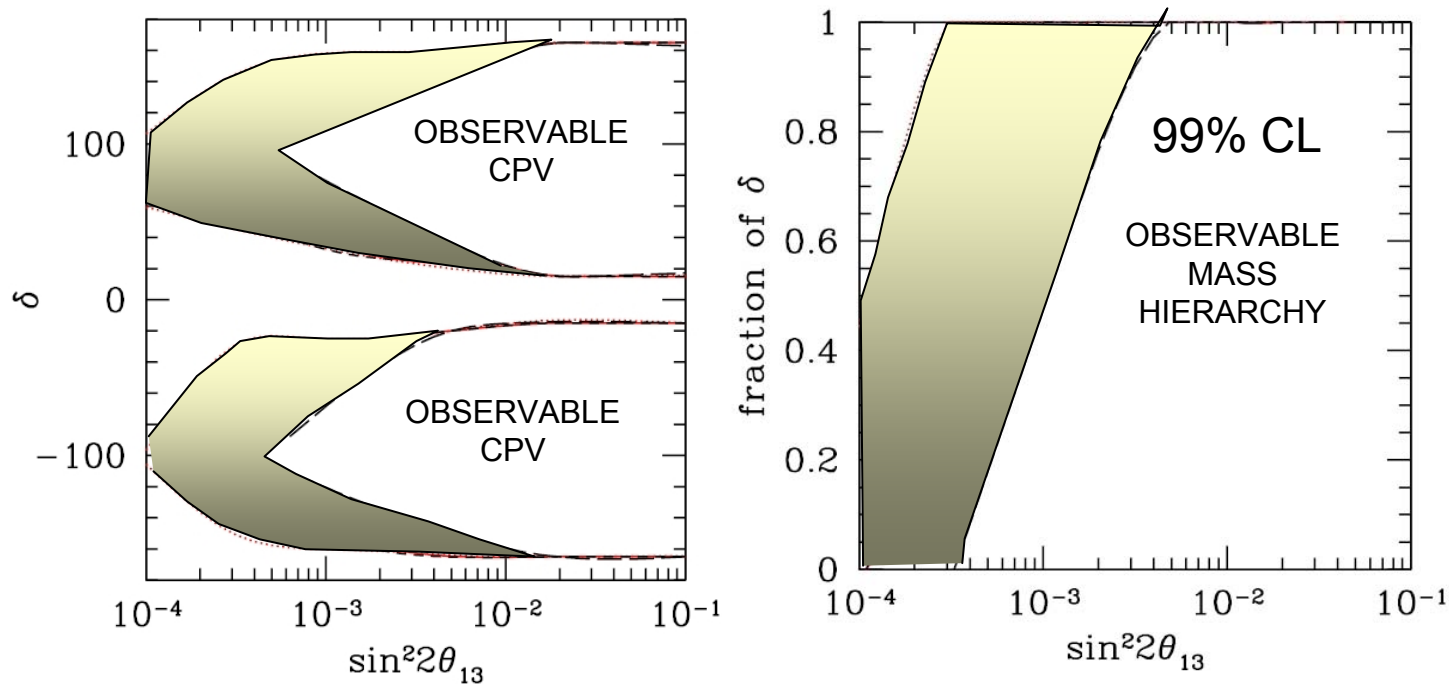 100
0
−100
δ
OBSERVABLE
CPV
OBSERVABLE
CPV
10⁻⁴ 10⁻³ 10⁻² 10⁻¹
sin²2θ₁₃
1
0.8
0.6
0.4
0.2
0
fraction of δ
99% CL
OBSERVABLE
MASS
HIERARCHY
10⁻⁴ 10⁻³ 10⁻² 10⁻¹
sin²2θ₁₃